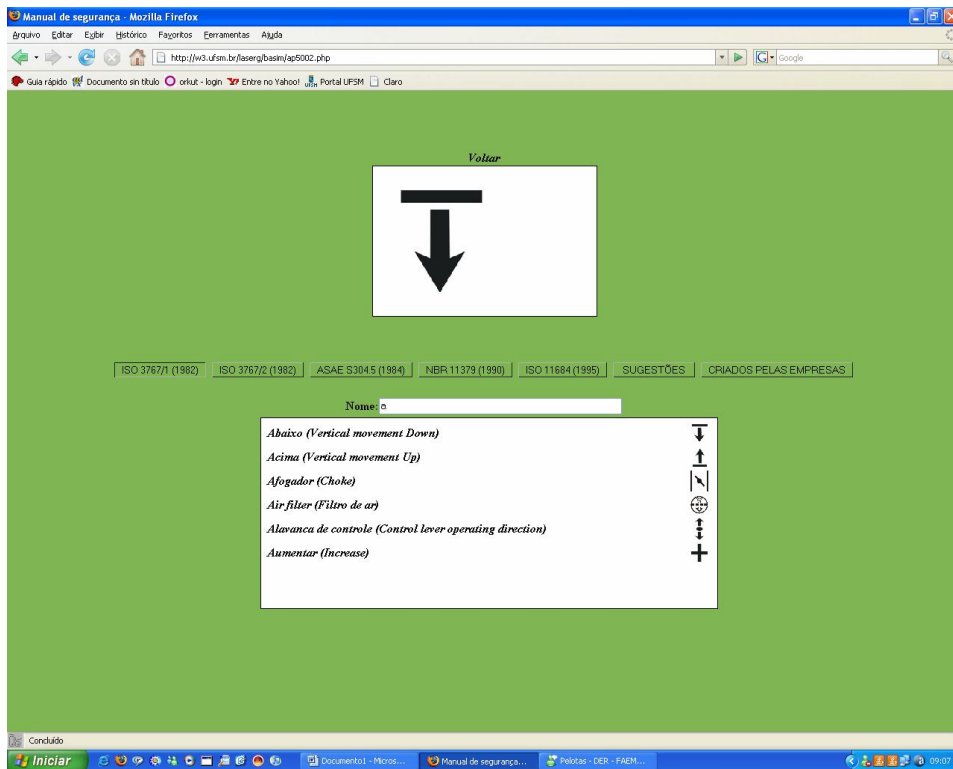 Manual de segurança - Mozilla Firefox
Arquivo Editar Exibir Histórico Favoritos Ferramentas Ajuda
http://w3.ufsm.br/laserg/basim/ap5002.php
Google
Guia rápido Documento sin título orkut - login Entre no Yahoo! Portal UFSM Claro
Voltar
ISO 3767/1 (1982) ISO 3767/2 (1982) ASAE S304.5 (1984) NBR 11379 (1990) ISO 11684 (1995) SUGESTÕES CRIADOS PELAS EMPRESAS
Nome: a
Abaixo (Vertical movement Down)
Acima (Vertical movement Up)
Afogador (Choke)
Air filter (Filtro de ar)
Alavanca de controle (Control lever operating direction)
Aumentar (Increase)
Concluído
Iniciar Documento1 - Micros... Manual de segurança... Pelotas - DER - FAEM... 09:07